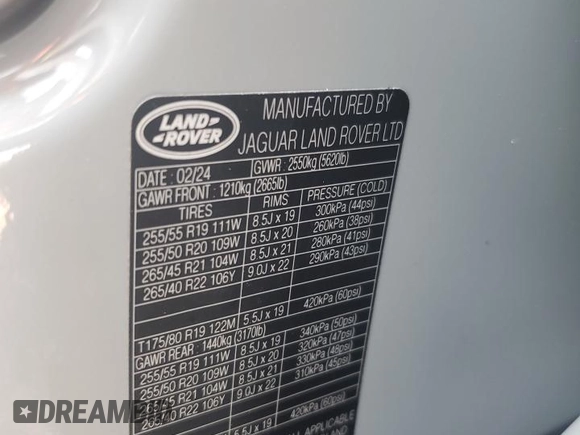 LAND-
-ROVER
MANUFACTURED BY
JAGUAR LAND ROVER LTD
DATE : 02/24 GVWR : 2550kg (5620lb)
GAWR FRONT : 1210kg (2665lb)
TIRES RIMS PRESSURE (COLD)
255/55 R19 111W 8.5J x 19 300kPa (44psi)
255/50 R20 109W 8.5J x 20 260kPa (38psi)
265/45 R21 104W 8.5J x 21 280kPa (41psi)
265/40 R22 106Y 9.0J x 22 290kPa (43psi)
T175/80 R19 122M 5.5J x 19 420kPa (60psi)
GAWR REAR : 1440kg (3170lb)
255/55 R19 111W 8.5J x 19 340kPa (50psi)
255/50 R20 109W 8.5J x 20 320kPa (47psi)
265/45 R21 104W 8.5J x 21 330kPa (48psi)
265/40 R22 106Y 9.0J x 22 310kPa (45psi)
5.5J x 19 420kPa (60psi)
APPLICABLE
DREAM